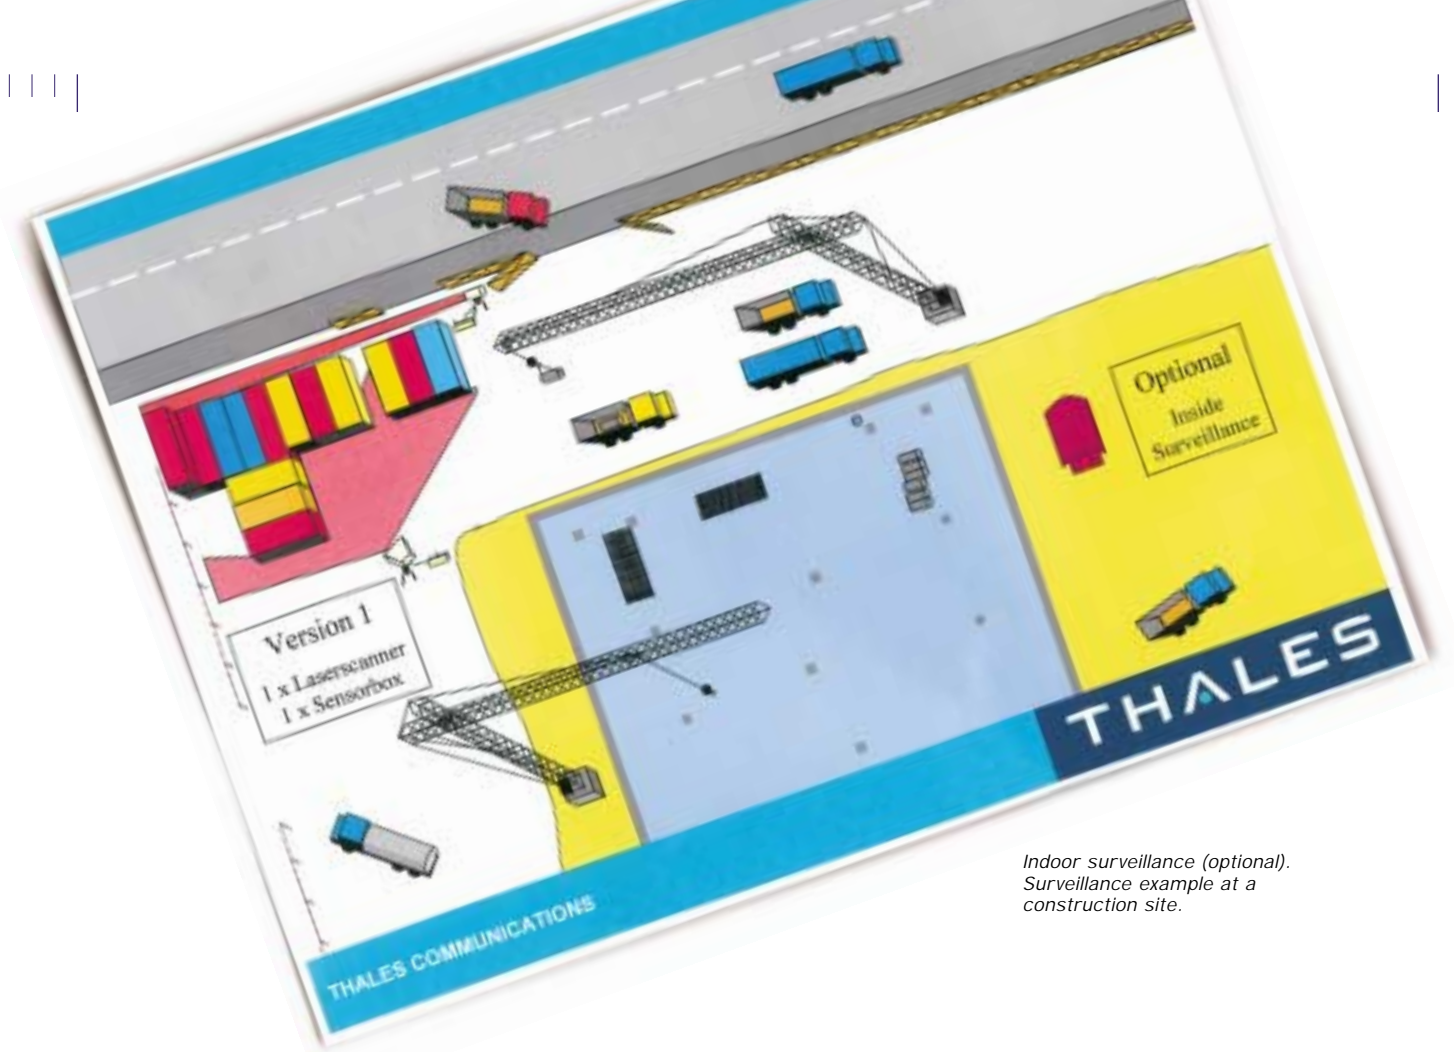 Optional
Inside
Surveillance
Version 1
1 x Laserscanner
1 x Sensorbox
THALES
THALES COMMUNICATIONS
Indoor surveillance (optional).
Surveillance example at a
construction site.